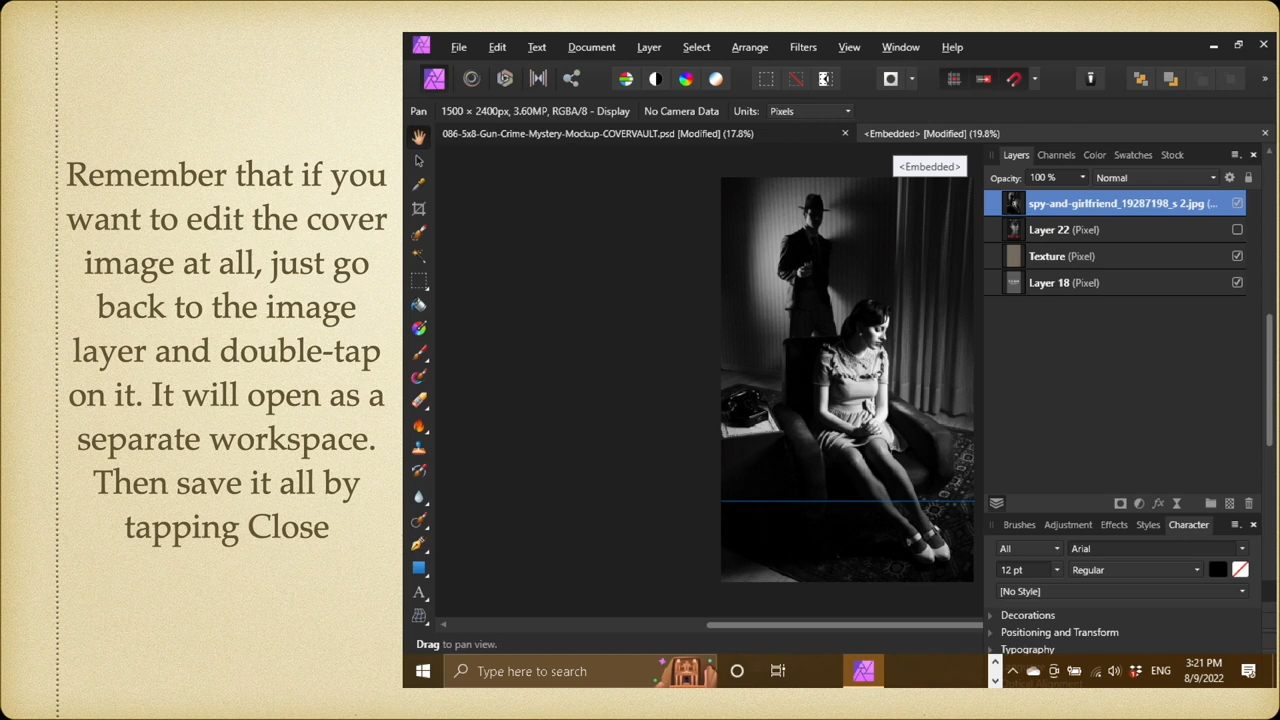 Remember that if you
want to edit the cover
image at all, just go
back to the image
layer and double-tap
on it. It will open as a
separate workspace.
Then save it all by
tapping Close
File Edit Text Document Layer Select Arrange Filters View Window Help
Pan 1500 × 2400px, 3.60MP, RGBA/8 - Display No Camera Data Units: Pixels
086-5x8-Gun-Crime-Mystery-Mockup-COVERVAULT.psd [Modified] (17.8%) <Embedded> [Modified] (19.8%)
<Embedded>
Layers Channels Color Swatches Stock
Opacity: 100 % Normal
spy-and-girlfriend_19287198_s 2.jpg (...
Layer 22 (Pixel)
Texture (Pixel)
Layer 18 (Pixel)
Brushes Adjustment Effects Styles Character
All Arial
12 pt Regular
[No Style]
Decorations
Positioning and Transform
Typography
Drag to pan view.
Type here to search
ENG
3:21 PM
8/9/2022